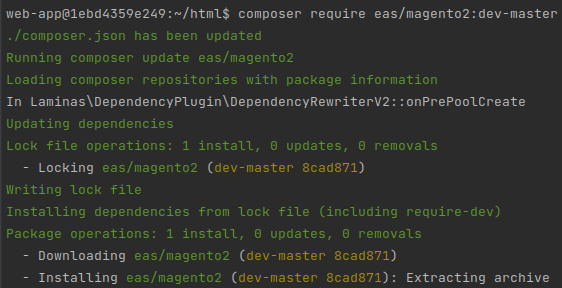 web-app@1ebd4359e249:~/html$ composer require eas/magento2:dev-master
./composer.json has been updated
Running composer update eas/magento2
Loading composer repositories with package information
In Laminas\DependencyPlugin\DependencyRewriterV2::onPrePoolCreate
Updating dependencies
Lock file operations: 1 install, 0 updates, 0 removals
  - Locking eas/magento2 (dev-master 8cad871)
Writing lock file
Installing dependencies from lock file (including require-dev)
Package operations: 1 install, 0 updates, 0 removals
  - Downloading eas/magento2 (dev-master 8cad871)
  - Installing eas/magento2 (dev-master 8cad871): Extracting archive